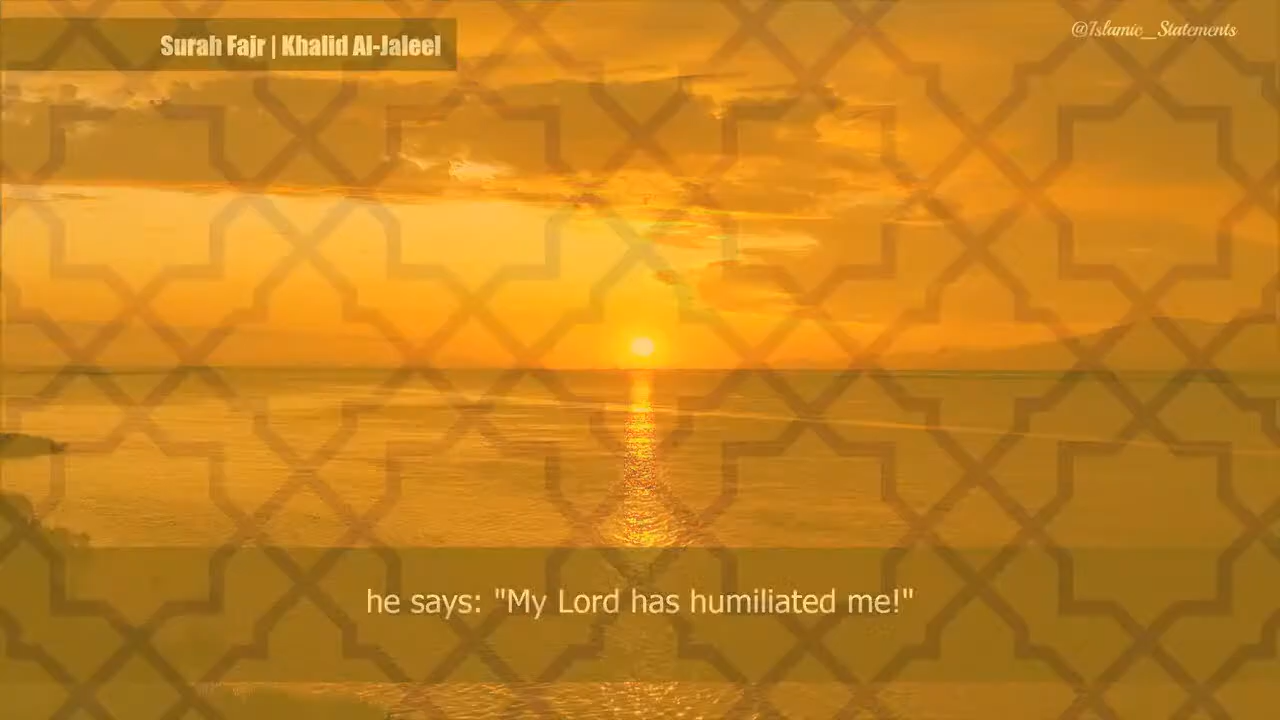 Surah Fajr | Khalid Al-Jaleel
@Islamic_Statements
he says: "My Lord has humiliated me!"